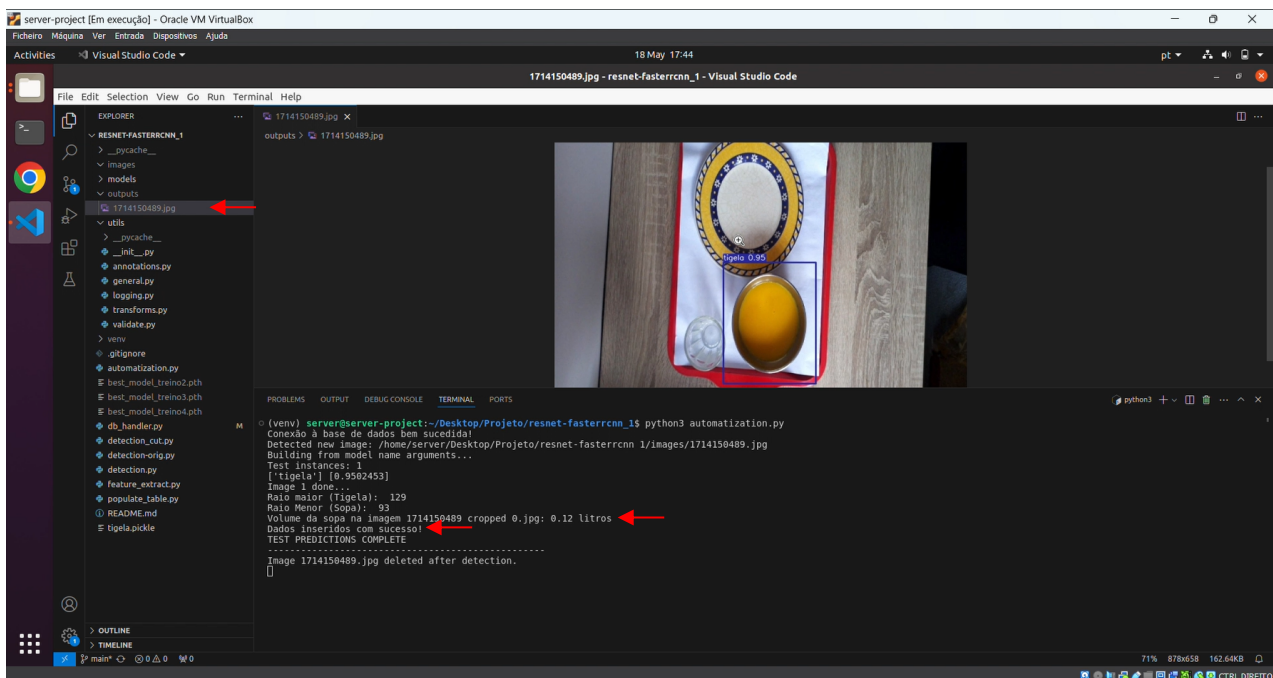 server-project [Em execução] - Oracle VM VirtualBox
Ficheiro Máquina Ver Entrada Dispositivos Ajuda
Activities Visual Studio Code 18 May 17:44 pt
1714150489.jpg - resnet-fasterrcnn_1 - Visual Studio Code
File Edit Selection View Go Run Terminal Help
EXPLORER
RESNET-FASTERRCNN_1
__pycache__
images
models
outputs
1714150489.jpg
utils
__pycache__
__init__.py
annotations.py
general.py
logging.py
transforms.py
validate.py
venv
.gitignore
automatization.py
best_model_treino2.pth
best_model_treino3.pth
best_model_treino4.pth
db_handler.py M
detection_cut.py
detection-orig.py
detection.py
feature_extract.py
populate_table.py
README.md
tigela.pickle
OUTLINE
TIMELINE
1714150489.jpg
outputs > 1714150489.jpg
tigela 0.95
PROBLEMS OUTPUT DEBUG CONSOLE TERMINAL PORTS
python3
(venv) server@server-project:~/Desktop/Projeto/resnet-fasterrcnn_1$ python3 automatization.py
Conexão à base de dados bem sucedida!
Detected new image: /home/server/Desktop/Projeto/resnet-fasterrcnn 1/images/1714150489.jpg
Building from model name arguments...
Test instances: 1
['tigela'] [0.9502453]
Image 1 done...
Raio maior (Tigela): 129
Raio Menor (Sopa): 93
Volume da sopa na imagem 1714150489 cropped 0.jpg: 0.12 litros
Dados inseridos com sucesso!
TEST PREDICTIONS COMPLETE
--------------------------------------------------
Image 1714150489.jpg deleted after detection.
main* 0 0 0 71% 878x658 162.64KB
CTRL DIREITO